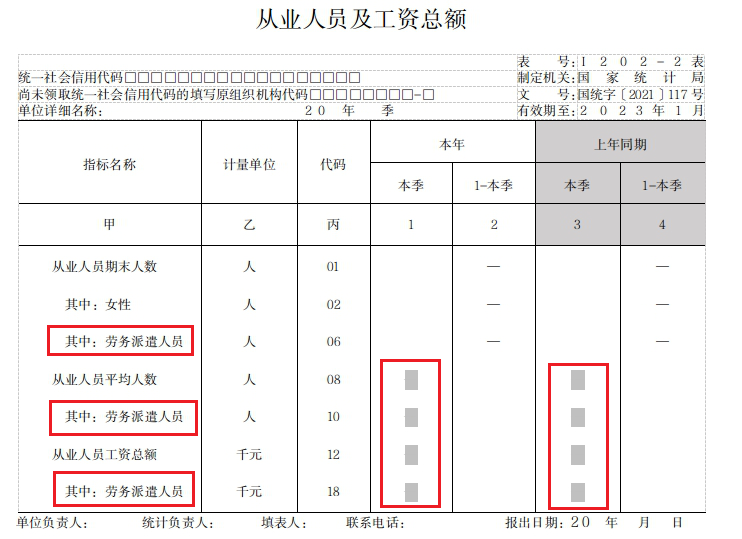 从业人员及工资总额
表 号:I 2 0 2-2 表
统一社会信用代码□□□□□□□□□□□□□□□□□□ 制定机关:国 家 统 计 局
尚未领取统一社会信用代码的填写原组织机构代码□□□□□□□□-□ 文 号:国统字〔2021〕117 号
单位详细名称: 20 年 季 有效期至:2 0 2 3 年 1 月
指标名称 计量单位 代码 本年 上年同期
本季 1-本季 本季 1-本季
甲 乙 丙 1 2 3 4
从业人员期末人数 人 01 — —
其中:女性 人 02 — —
其中:劳务派遣人员 人 06 — —
从业人员平均人数 人 08
其中:劳务派遣人员 人 10
从业人员工资总额 千元 12
其中:劳务派遣人员 千元 18
单位负责人: 统计负责人: 填表人: 联系电话: 报出日期:20 年 月 日